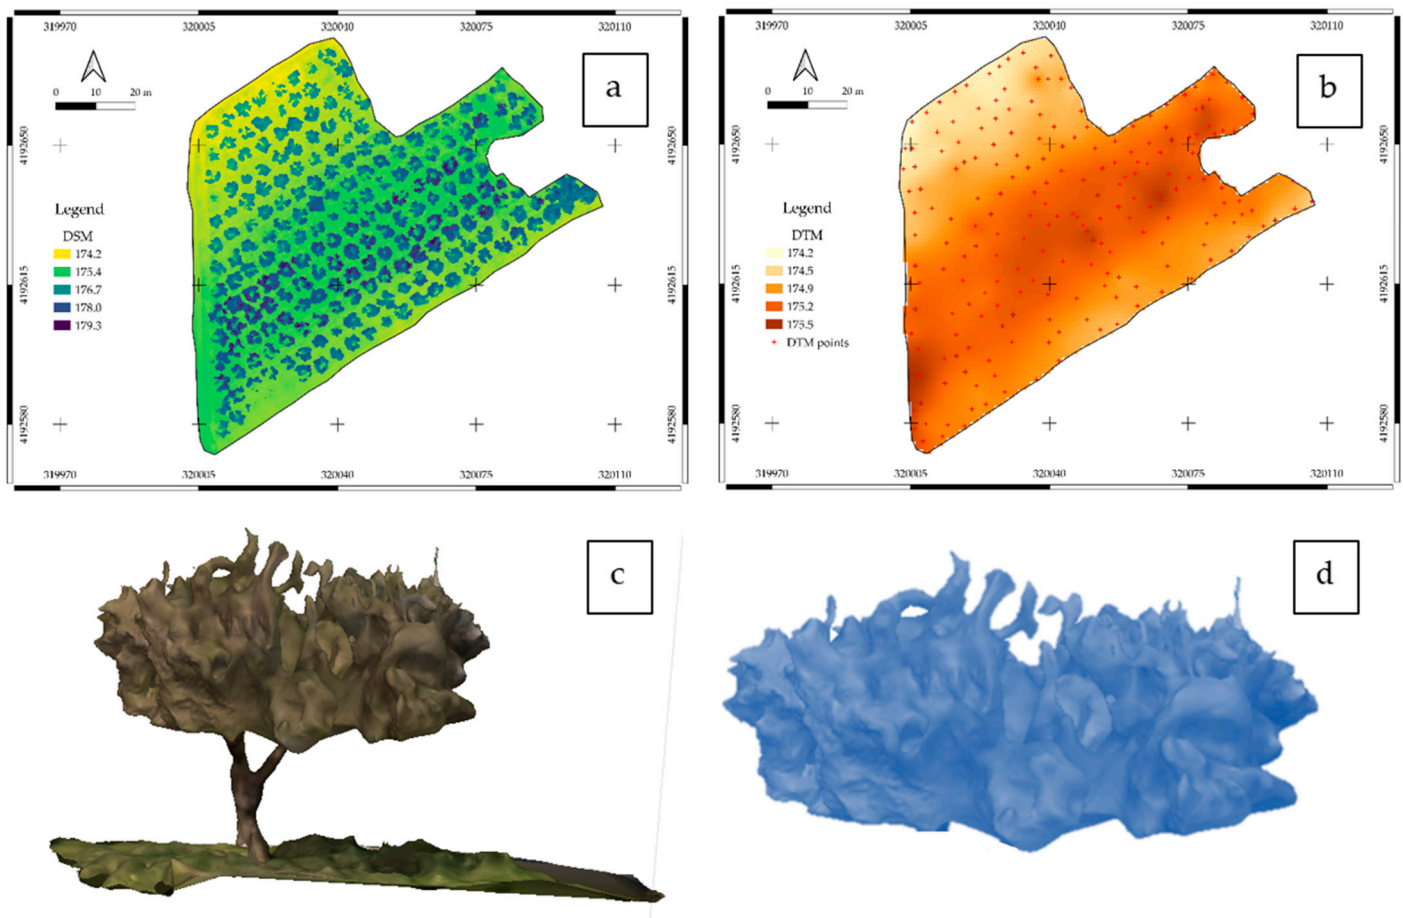 319970 320005 320010 320075 320110
a
0 10 20 m
4192650
4192615
4192580
Legend
DSM
174.2
175.4
176.7
178.0
179.3
319970 320005 320040 320075 320110
319970 320005 320010 320075 320110
b
0 10 20 m
4192650
4192615
4192580
Legend
DTM
174.2
174.5
174.9
175.2
175.5
DTM points
319970 320005 320040 320075 320110
c
d